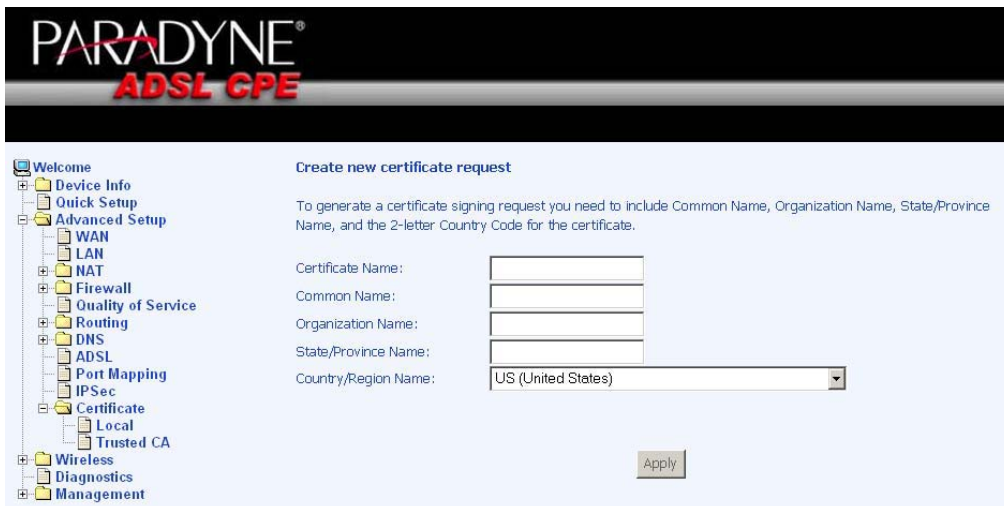 PARADYNE®
ADSL CPE
Welcome
Device Info
Quick Setup
Advanced Setup
WAN
LAN
NAT
Firewall
Quality of Service
Routing
DNS
ADSL
Port Mapping
IPSec
Certificate
Local
Trusted CA
Wireless
Diagnostics
Management
Create new certificate request
To generate a certificate signing request you need to include Common Name, Organization Name, State/Province
Name, and the 2-letter Country Code for the certificate.
Certificate Name:
Common Name:
Organization Name:
State/Province Name:
Country/Region Name: US (United States)
Apply